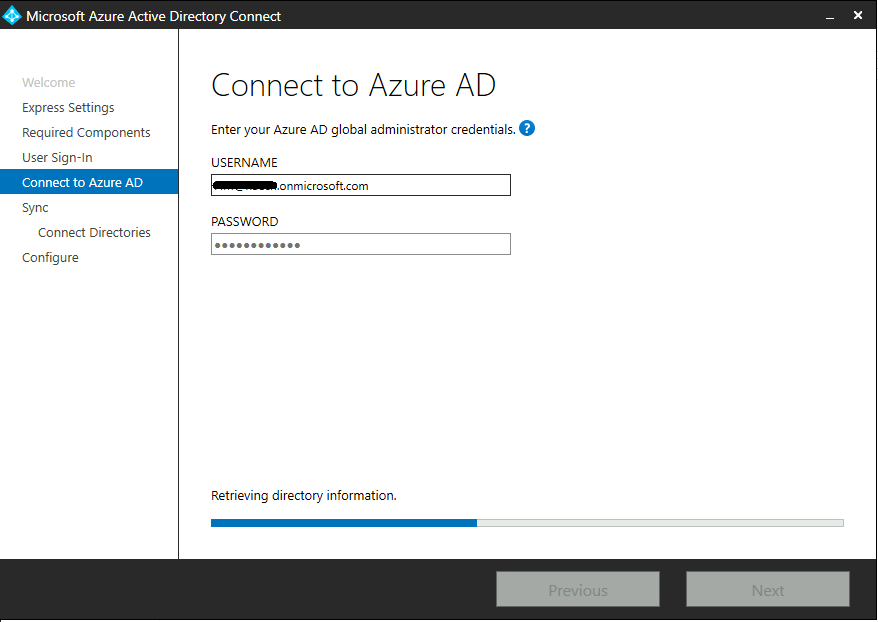 Microsoft Azure Active Directory Connect
Welcome
Express Settings
Required Components
User Sign-In
Connect to Azure AD
Sync
Connect Directories
Configure
Connect to Azure AD
Enter your Azure AD global administrator credentials. ?
USERNAME
.onmicrosoft.com
PASSWORD
●●●●●●●●●●●●
Retrieving directory information.
Previous
Next